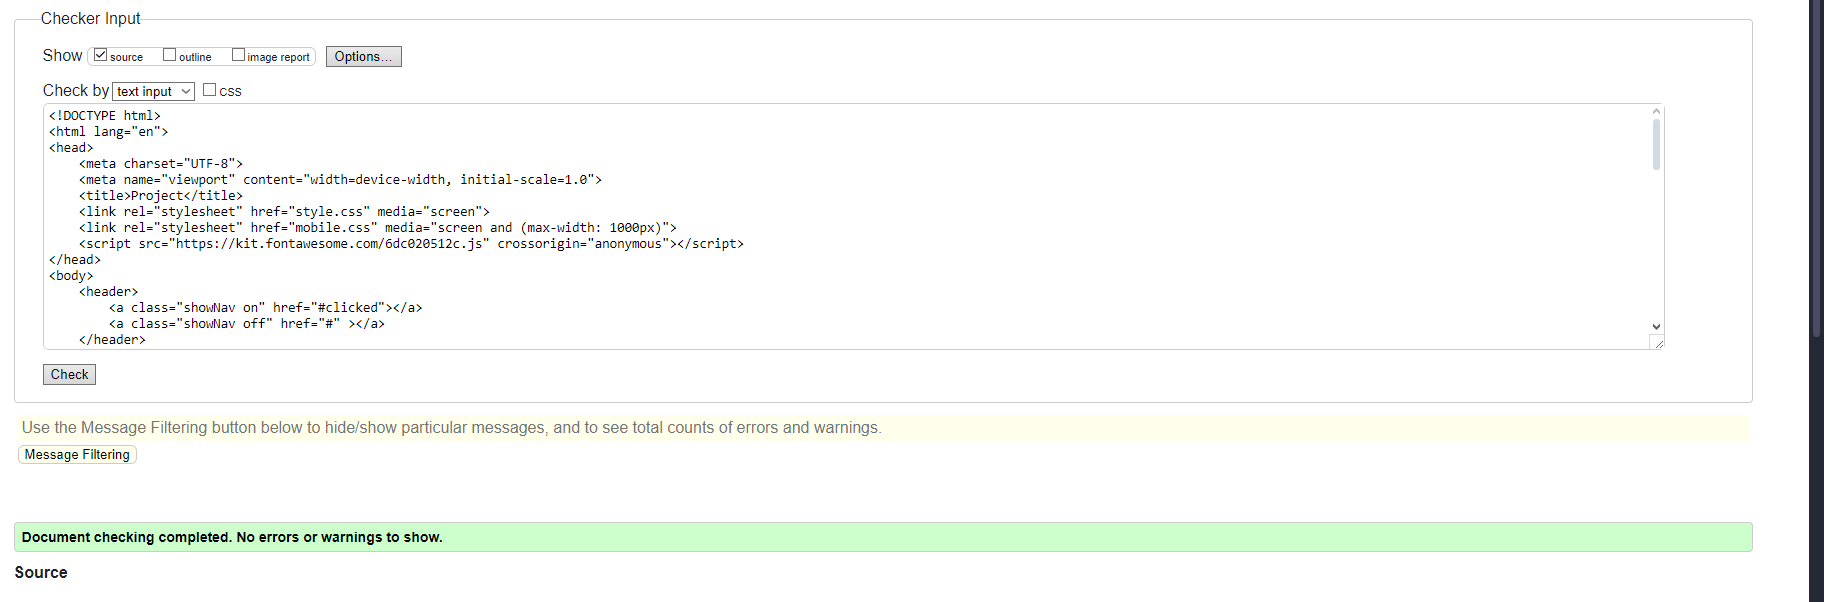 Checker Input
Show source outline image report Options...
Check by text input css
<!DOCTYPE html>
<html lang="en">
<head>
    <meta charset="UTF-8">
    <meta name="viewport" content="width=device-width, initial-scale=1.0">
    <title>Project</title>
    <link rel="stylesheet" href="style.css" media="screen">
    <link rel="stylesheet" href="mobile.css" media="screen and (max-width: 1000px)">
    <script src="https://kit.fontawesome.com/6dc020512c.js" crossorigin="anonymous"></script>
</head>
<body>
    <header>
        <a class="showNav on" href="#clicked"></a>
        <a class="showNav off" href="#" ></a>
    </header>
Check
Use the Message Filtering button below to hide/show particular messages, and to see total counts of errors and warnings.
Message Filtering
Document checking completed. No errors or warnings to show.
Source